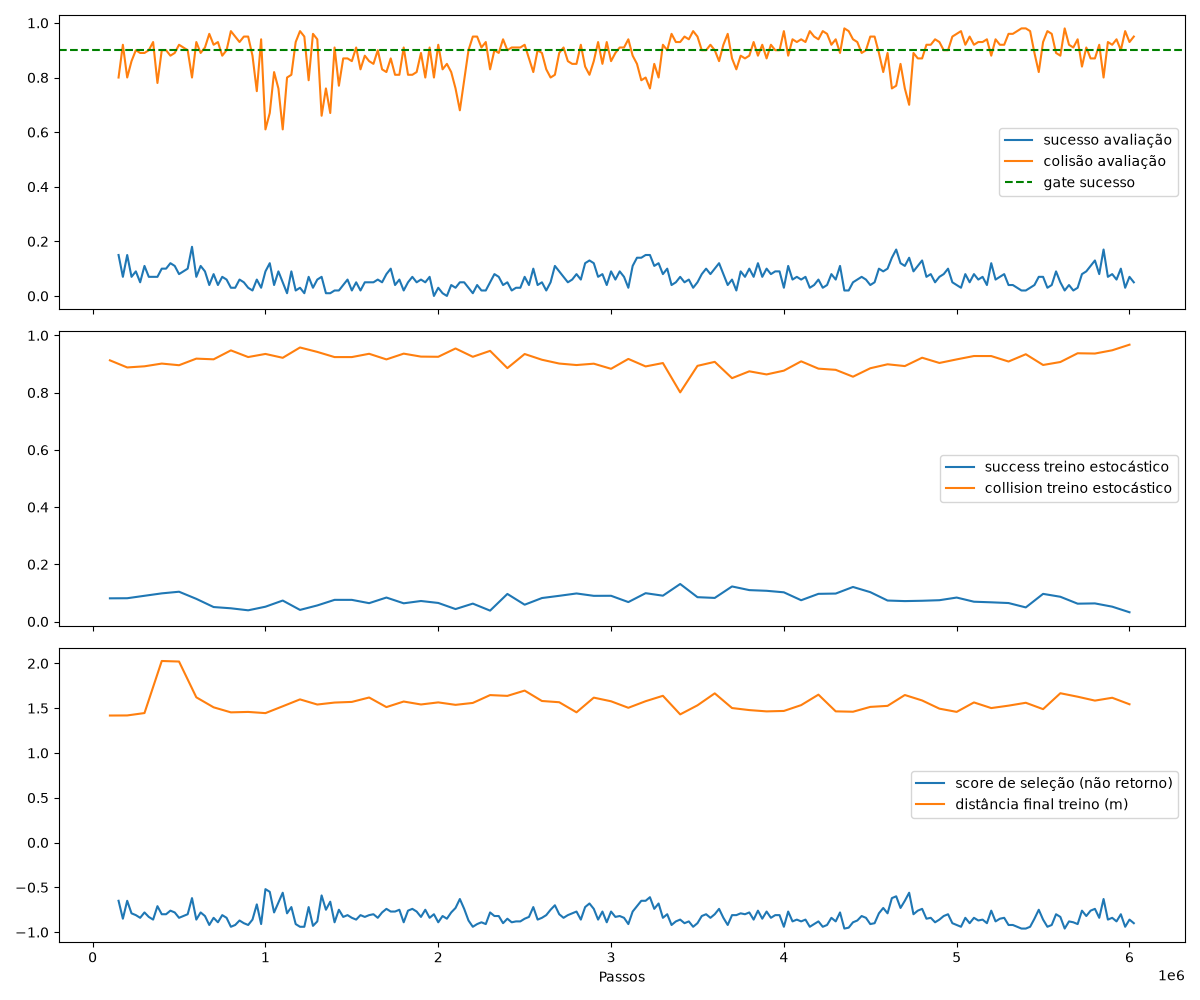 1.0
0.8
0.6
0.4
0.2
0.0
sucesso avaliação
colisão avaliação
gate sucesso
1.0
0.8
0.6
0.4
0.2
0.0
success treino estocástico
collision treino estocástico
2.0
1.5
1.0
0.5
0.0
−0.5
−1.0
score de seleção (não retorno)
distância final treino (m)
0 1 2 3 4 5 6
Passos
1e6